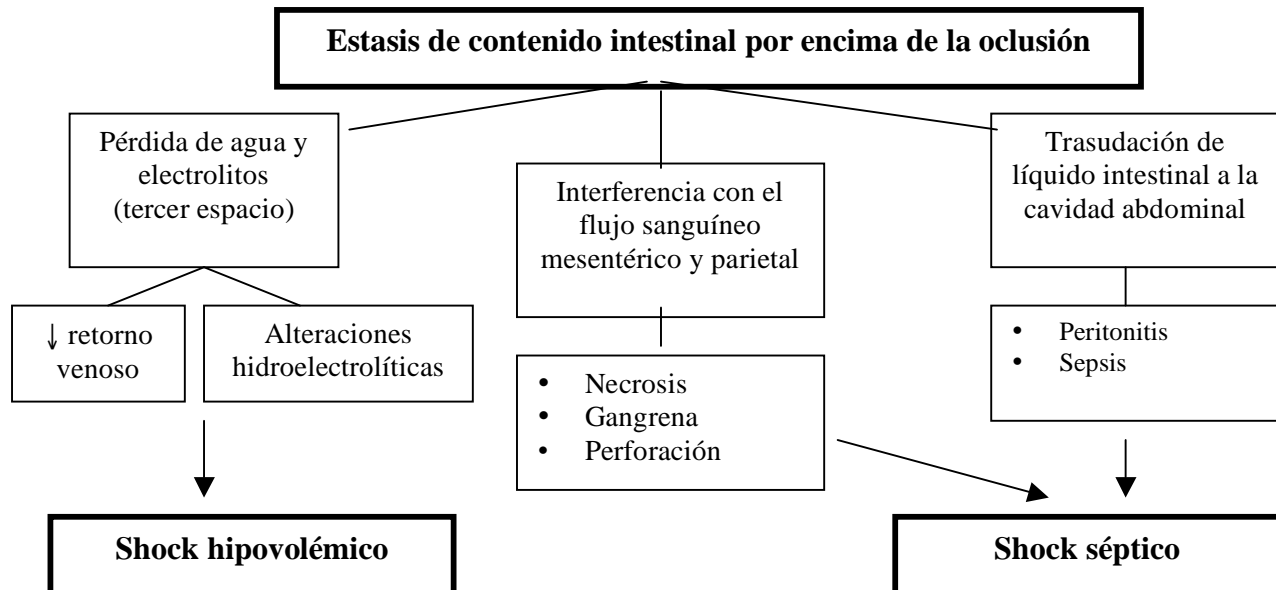 Estasis de contenido intestinal por encima de la oclusión
Pérdida de agua y
electrolitos
(tercer espacio)
Interferencia con el
flujo sanguíneo
mesentérico y parietal
Trasudación de
líquido intestinal a la
cavidad abdominal
↓ retorno
venoso
Alteraciones
hidroelectrolíticas
• Necrosis
• Gangrena
• Perforación
• Peritonitis
• Sepsis
Shock hipovolémico
Shock séptico